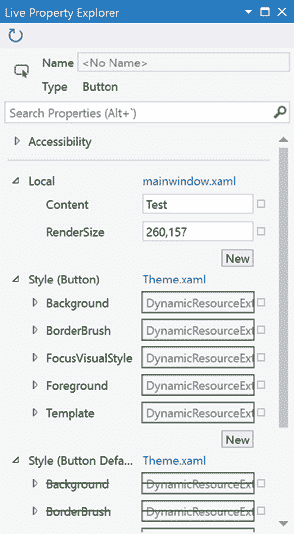 Live Property Explorer
Name <No Name>
Type Button
Search Properties (Alt+`)
Accessibility
Local mainwindow.xaml
Content Test
RenderSize 260,157
New
Style (Button) Theme.xaml
Background DynamicResourceExt
BorderBrush DynamicResourceExt
FocusVisualStyle DynamicResourceExt
Foreground DynamicResourceExt
Template DynamicResourceExt
New
Style (Button Defa... Theme.xaml
Background DynamicResourceExt
BorderBrush DynamicResourceExt